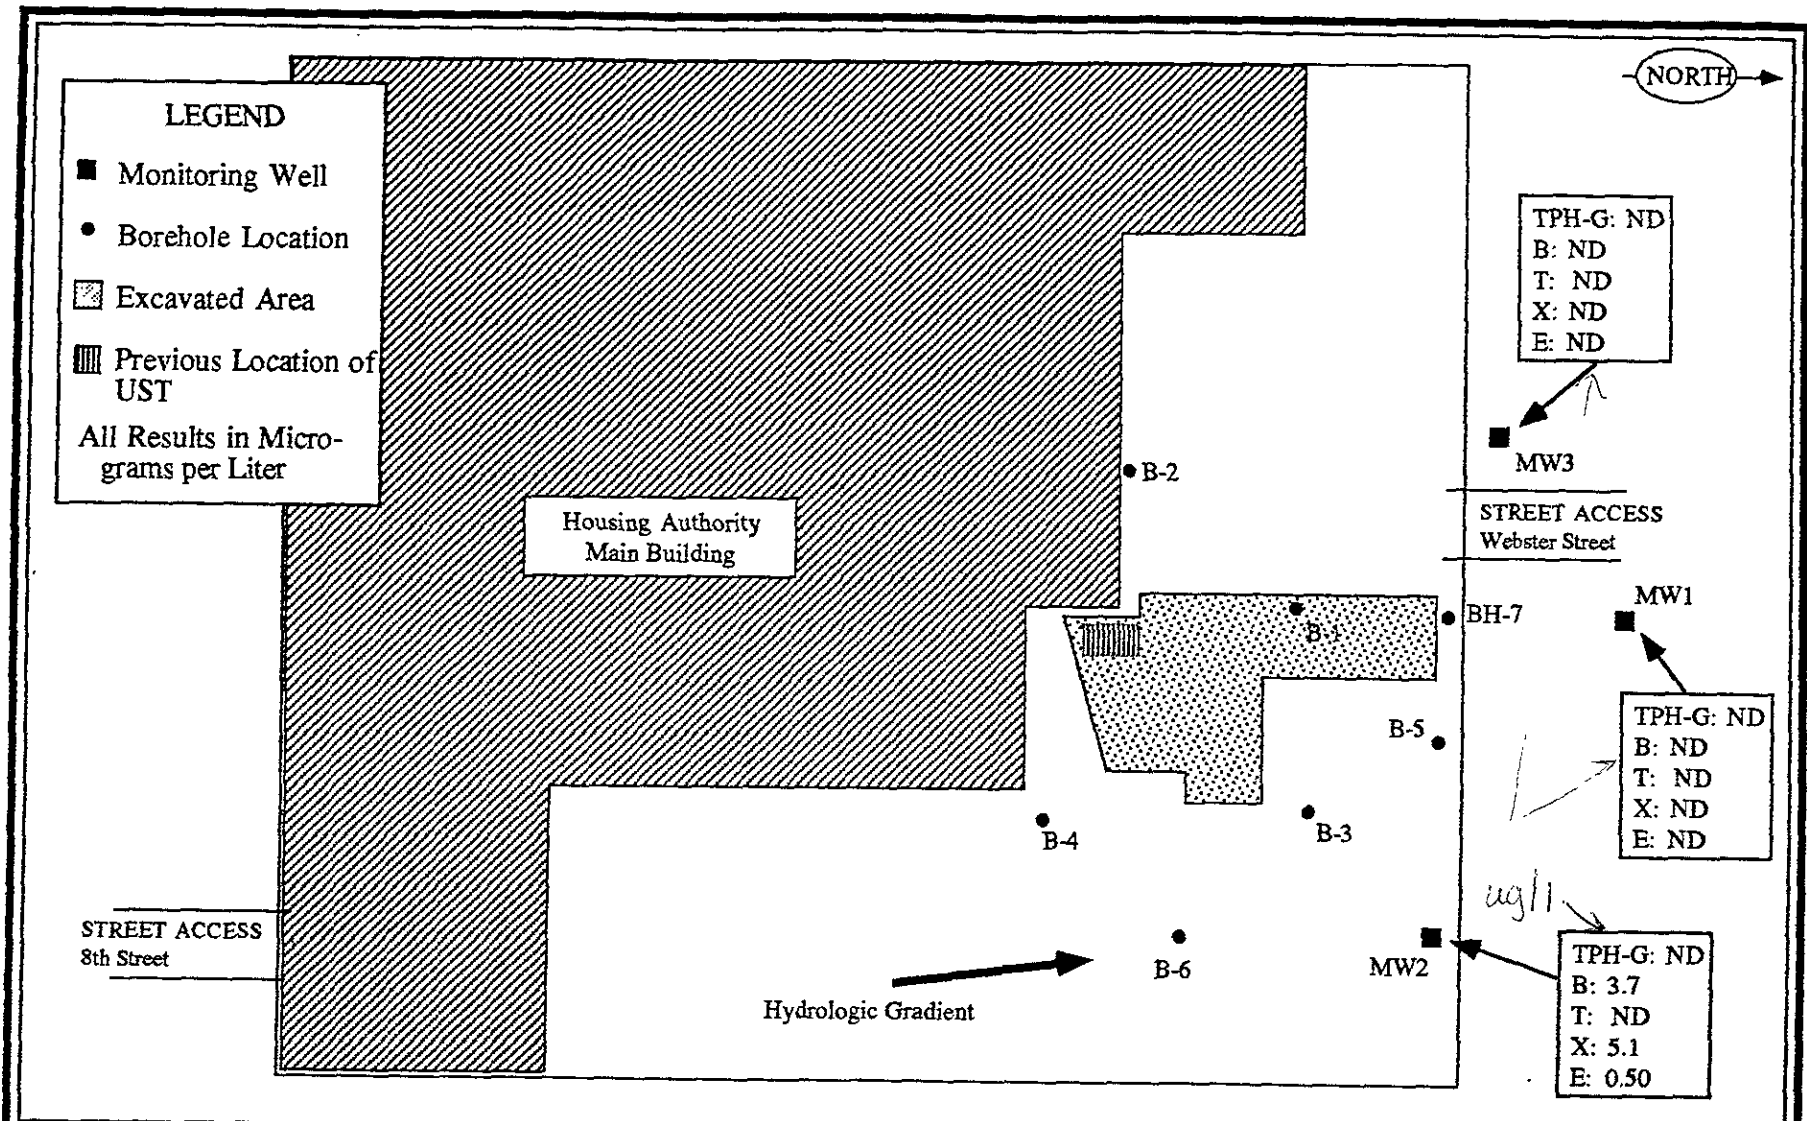 LEGEND
Monitoring Well
Borehole Location
Excavated Area
Previous Location of
UST
All Results in Micro-
grams per Liter
NORTH
TPH-G: ND
B: ND
T: ND
X: ND
E: ND
MW3
STREET ACCESS
Webster Street
B-2
Housing Authority
Main Building
MW1
BH-7
B-1
TPH-G: ND
B: ND
T: ND
X: ND
E: ND
B-5
B-3
B-4
ug/l
STREET ACCESS
8th Street
B-6
MW2
Hydrologic Gradient
TPH-G: ND
B: 3.7
T: ND
X: 5.1
E: 0.50